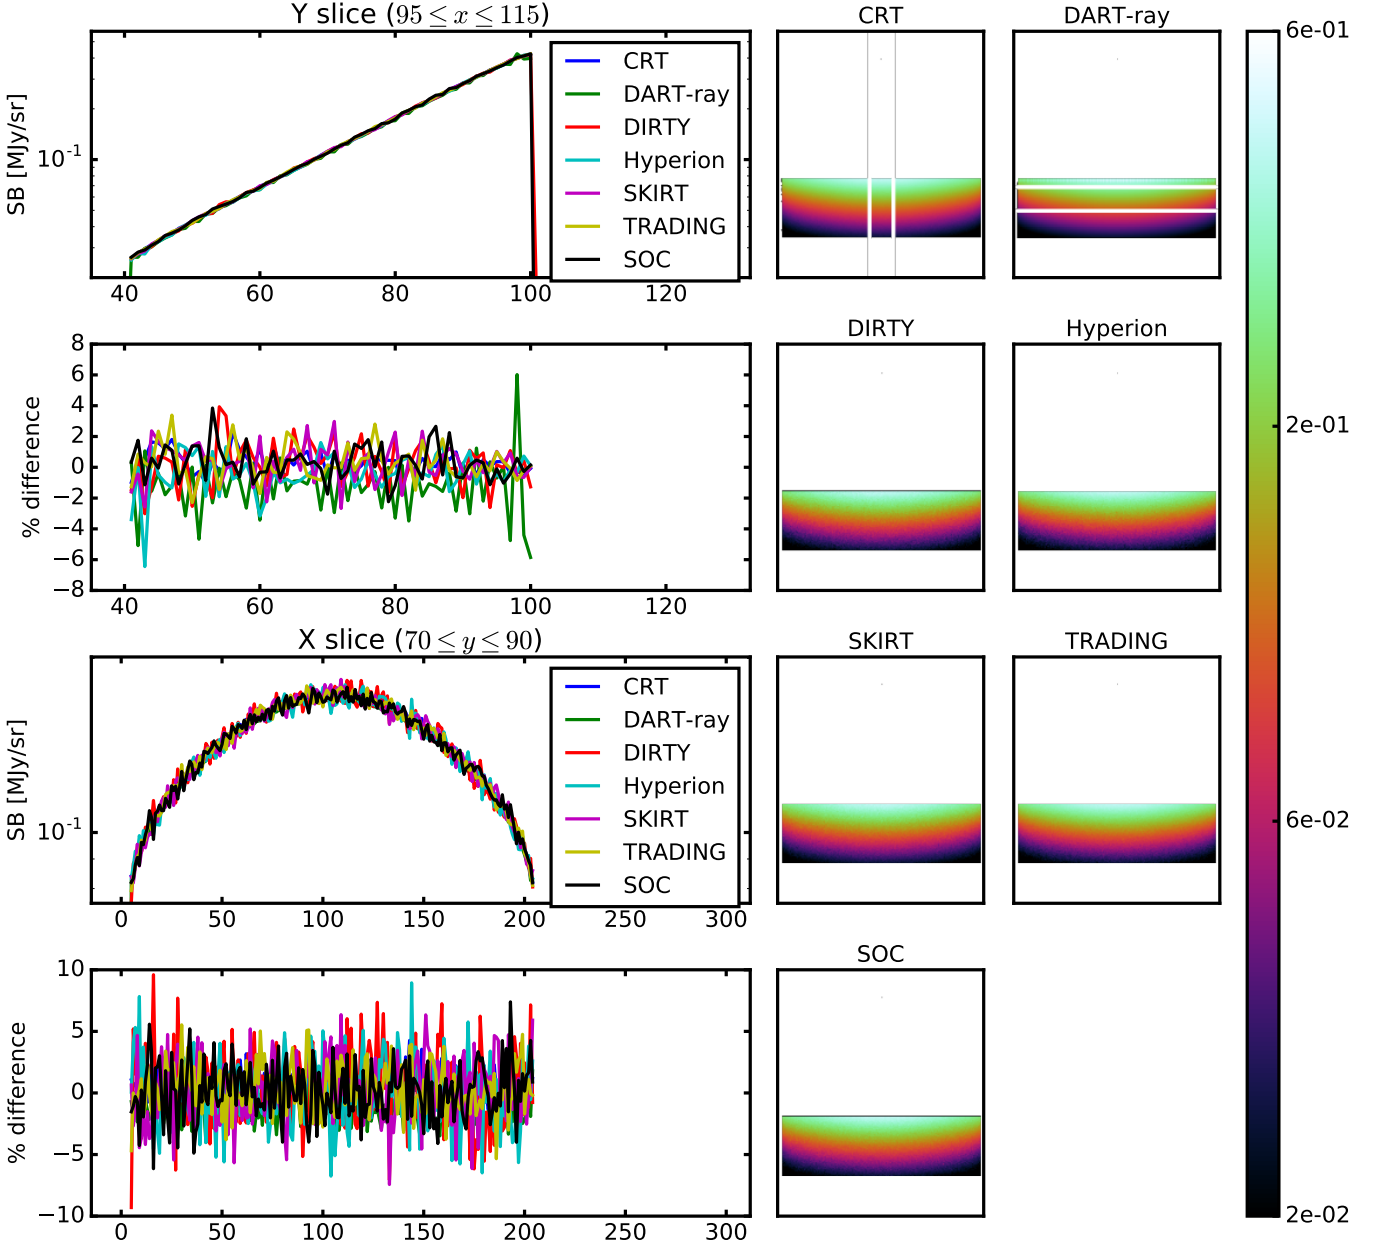 Y slice (95 ≤ x ≤ 115)
CRT
DART-ray
6e-01
SB [MJy/sr]
10⁻¹
CRT
DART-ray
DIRTY
Hyperion
SKIRT
TRADING
SOC
40 60 80 100 120
DIRTY
Hyperion
% difference
8
6
4
2
0
−2
−4
−6
−8
40 60 80 100 120
2e-01
X slice (70 ≤ y ≤ 90)
SKIRT
TRADING
SB [MJy/sr]
10⁻¹
CRT
DART-ray
DIRTY
Hyperion
SKIRT
TRADING
SOC
0 50 100 150 200 250 300
6e-02
SOC
% difference
10
5
0
−5
−10
0 50 100 150 200 250 300
2e-02